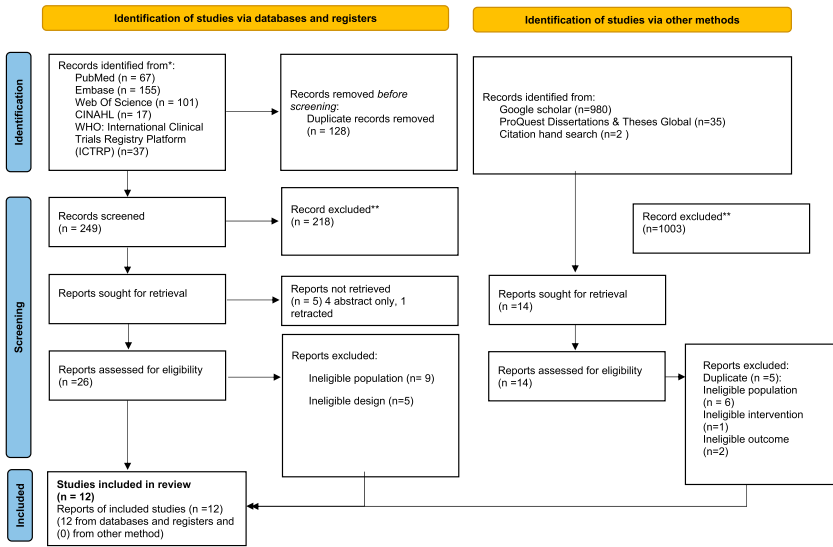 Identification of studies via databases and registers
Identification of studies via other methods
Identification
Records identified from*:
PubMed (n = 67)
Embase (n = 155)
Web Of Science (n = 101)
CINAHL (n= 17)
WHO: International Clinical
Trials Registry Platform
(ICTRP) (n=37)
Records removed before
screening:
Duplicate records removed
(n = 128)
Records identified from:
Google scholar (n=980)
ProQuest Dissertations & Theses Global (n=35)
Citation hand search (n=2 )
Screening
Records screened
(n = 249)
Record excluded**
(n = 218)
Record excluded**
(n=1003)
Reports sought for retrieval
Reports not retrieved
(n = 5) 4 abstract only, 1
retracted
Reports sought for retrieval
(n =14)
Reports assessed for eligibility
(n =26)
Reports excluded:
Ineligible population (n= 9)
Ineligible design (n=5)
Reports assessed for eligibility
(n =14)
Reports excluded:
Duplicate (n =5):
Ineligible population
(n = 6)
Ineligible intervention
(n=1)
Ineligible outcome
(n=2)
Included
Studies included in review
(n = 12)
Reports of included studies (n =12)
(12 from databases and registers and
(0) from other method)